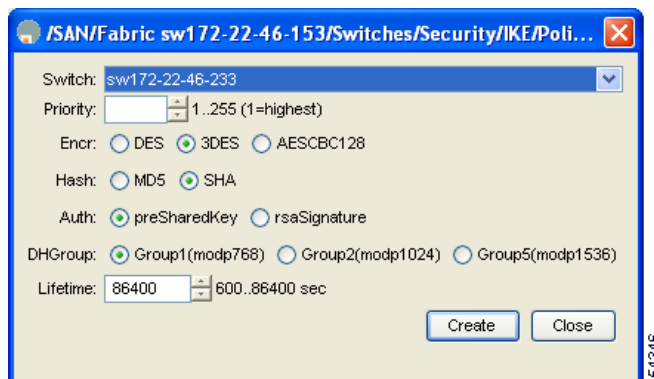 /SAN/Fabric sw172-22-46-153/Switches/Security/IKE/Poli...
Switch: sw172-22-46-233
Priority: 1..255 (1=highest)
Encr: DES 3DES AESCBC128
Hash: MD5 SHA
Auth: preSharedKey rsaSignature
DHGroup: Group1(modp768) Group2(modp1024) Group5(modp1536)
Lifetime: 86400 600..86400 sec
Create Close